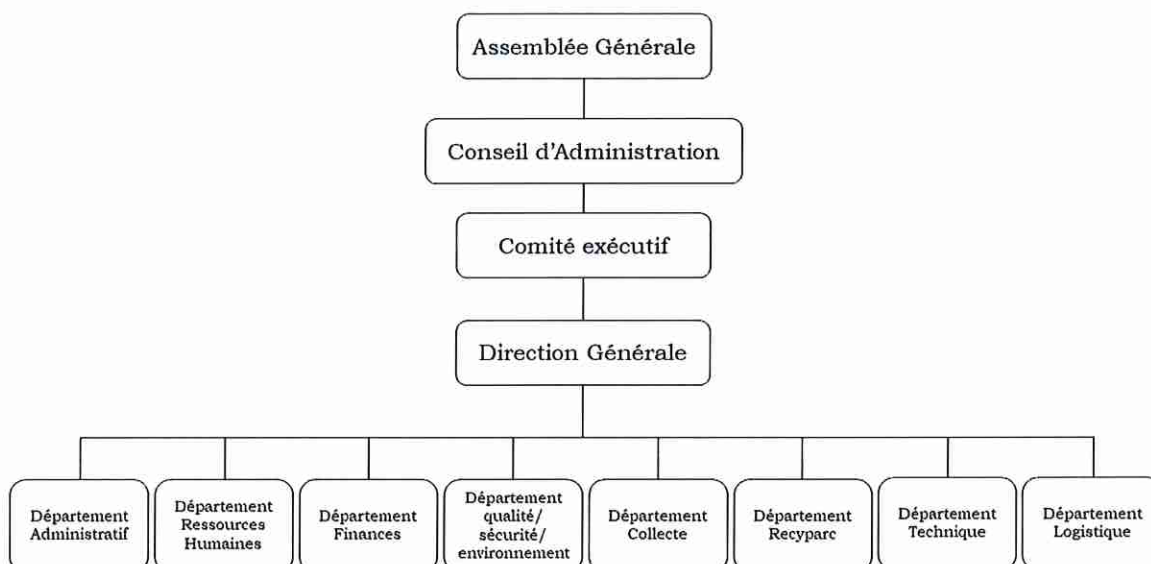 Assemblée Générale
Conseil d'Administration
Comité exécutif
Direction Générale
Département
Administratif
Département
Ressources
Humaines
Département
Finances
Département
qualité/
sécurité/
environnement
Département
Collecte
Département
Recyparc
Département
Technique
Département
Logistique